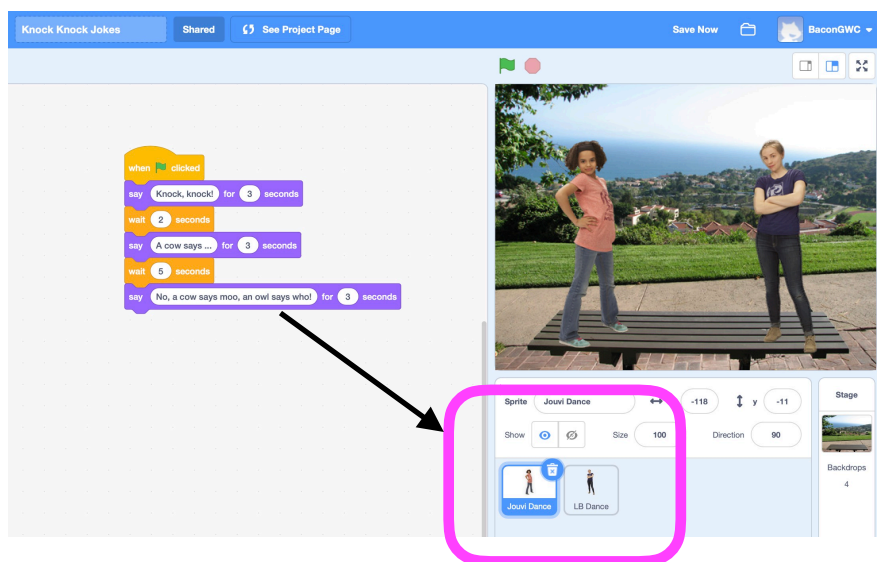 Knock Knock Jokes Shared See Project Page Save Now BaconGWC
when clicked
say Knock, knock! for 3 seconds
wait 2 seconds
say A cow says ... for 3 seconds
wait 5 seconds
say No, a cow says moo, an owl says who! for 3 seconds
Sprite Jouvi Dance -118 y -11
Show Size 100 Direction 90
Jouvi Dance LB Dance
Stage
Backdrops
4